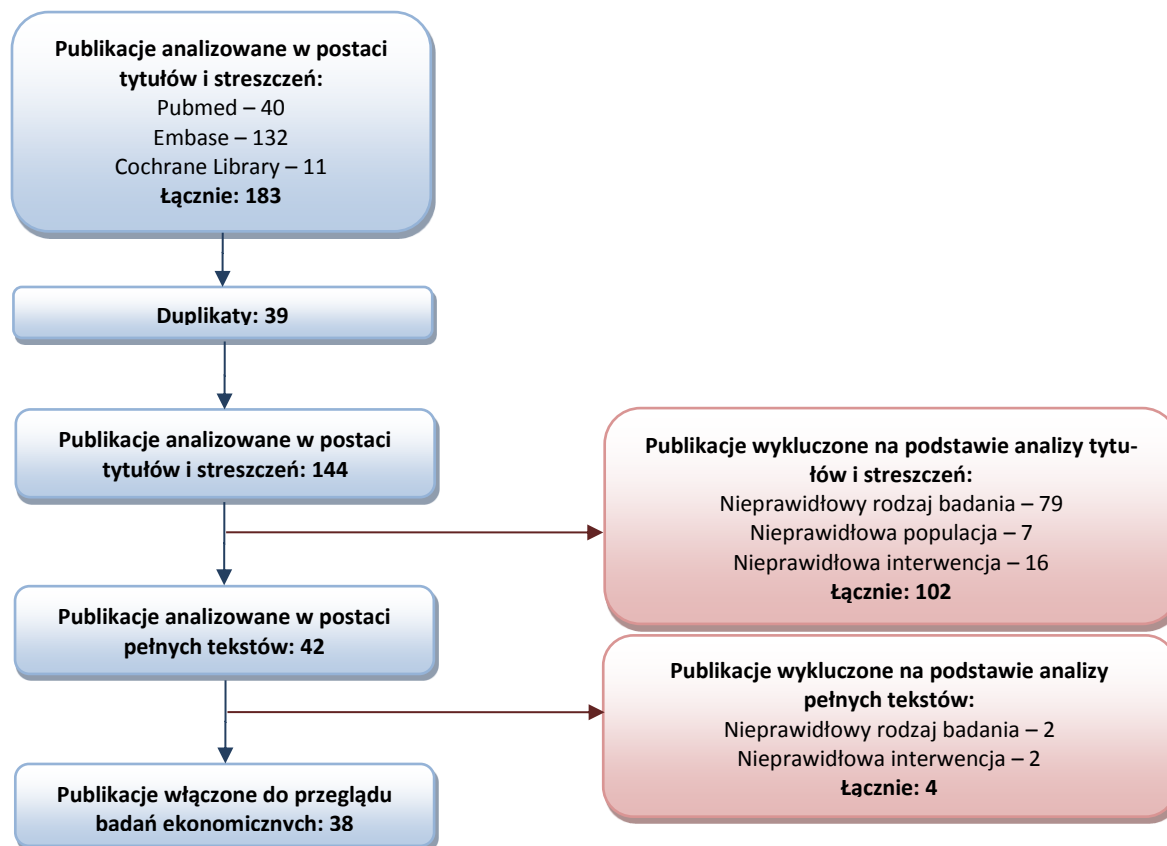 Publikacje analizowane w postaci
tytułów i streszczeń:
Pubmed – 40
Embase – 132
Cochrane Library – 11
Łącznie: 183
Duplikaty: 39
Publikacje analizowane w postaci
tytułów i streszczeń: 144
Publikacje wykluczone na podstawie analizy tytu-
łów i streszczeń:
Nieprawidłowy rodzaj badania – 79
Nieprawidłowa populacja – 7
Nieprawidłowa interwencja – 16
Łącznie: 102
Publikacje analizowane w postaci
pełnych tekstów: 42
Publikacje wykluczone na podstawie analizy
pełnych tekstów:
Nieprawidłowy rodzaj badania – 2
Nieprawidłowa interwencja – 2
Łącznie: 4
Publikacje włączone do przeglądu
badań ekonomicznych: 38